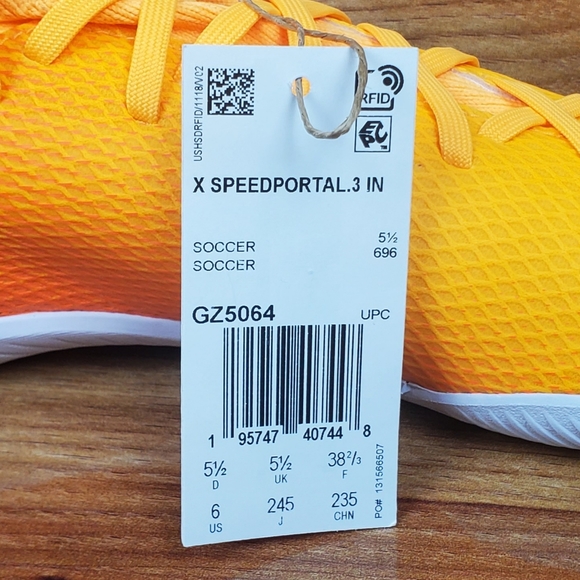 USHSDRFID/1118/V02
RFID
EPC
X SPEEDPORTAL.3 IN
SOCCER 5½
SOCCER 696
GZ5064 UPC
1 95747 40744 8
5½ 5½ 38²/₃
D UK F
6 245 235
US J CHN
PO# 131566507